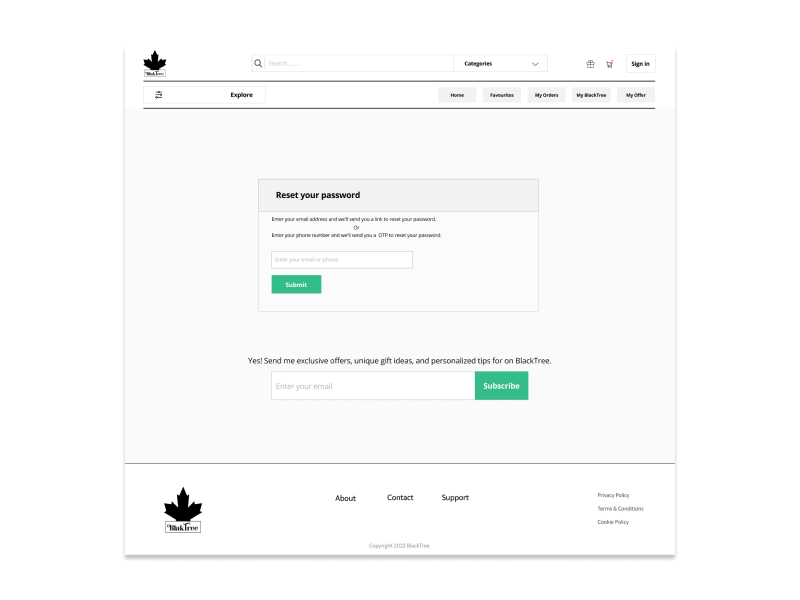 BlakTree
Search.....
Categories
Sign in
Explore
Home
Favourites
My Orders
My BlackTree
My Offer
Reset your password
Enter your email address and we'll send you a link to reset your password.
Or
Enter your phone number and we'll send you a OTP to reset your password.
Enter your email or phone
Submit
Yes! Send me exclusive offers, unique gift ideas, and personalized tips for on BlackTree.
Enter your email
Subscribe
BlakTree
About
Contact
Support
Privacy Policy
Terms & Conditions
Cookie Policy
Copyright 2022 BlackTree.